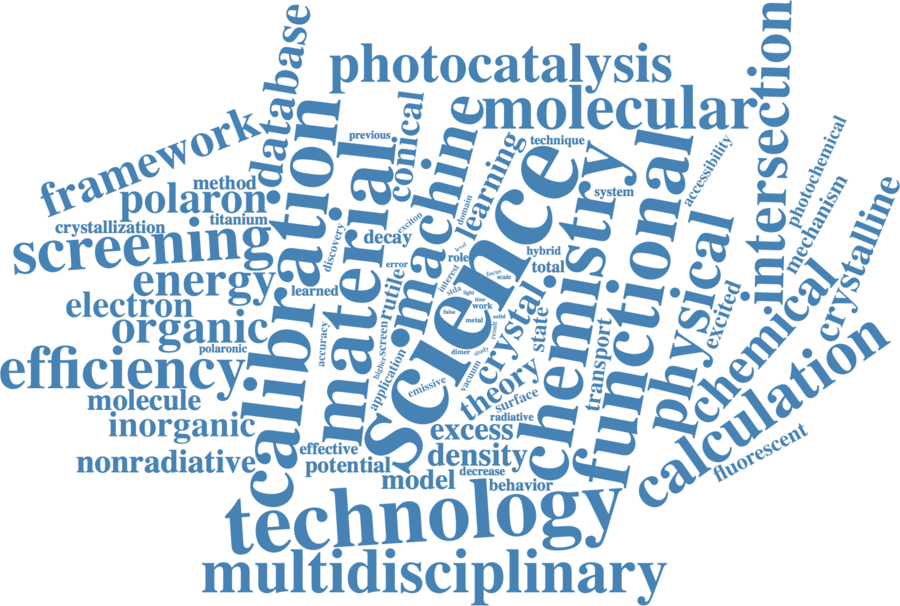 database
photocatalysis
intersection
molecular
framework
calibration
conical
machine
previous
technique
learning
material
chemistry
functional
accessibility
photochemical
method
polaron
titanium
crystallization
screening
discovery
exciton
domain
science
system
mechanism
crystalline
decay
level
role
hybrid
total
error
interest
focus
scale
energy
learned
rutile
stda
light
time
work
electron
false
metal
solid
result
crystal
state
physical
excited
chemical
organic
polaronic
accuracy
screen
higher
application
dimer
study
vacuum
transport
efficiency
emissive
theory
surface
radiative
calculation
molecule
inorganic
excess
fluorescent
nonradiative
effective
potential
density
decrease
model
behavior
technology
multidisciplinary